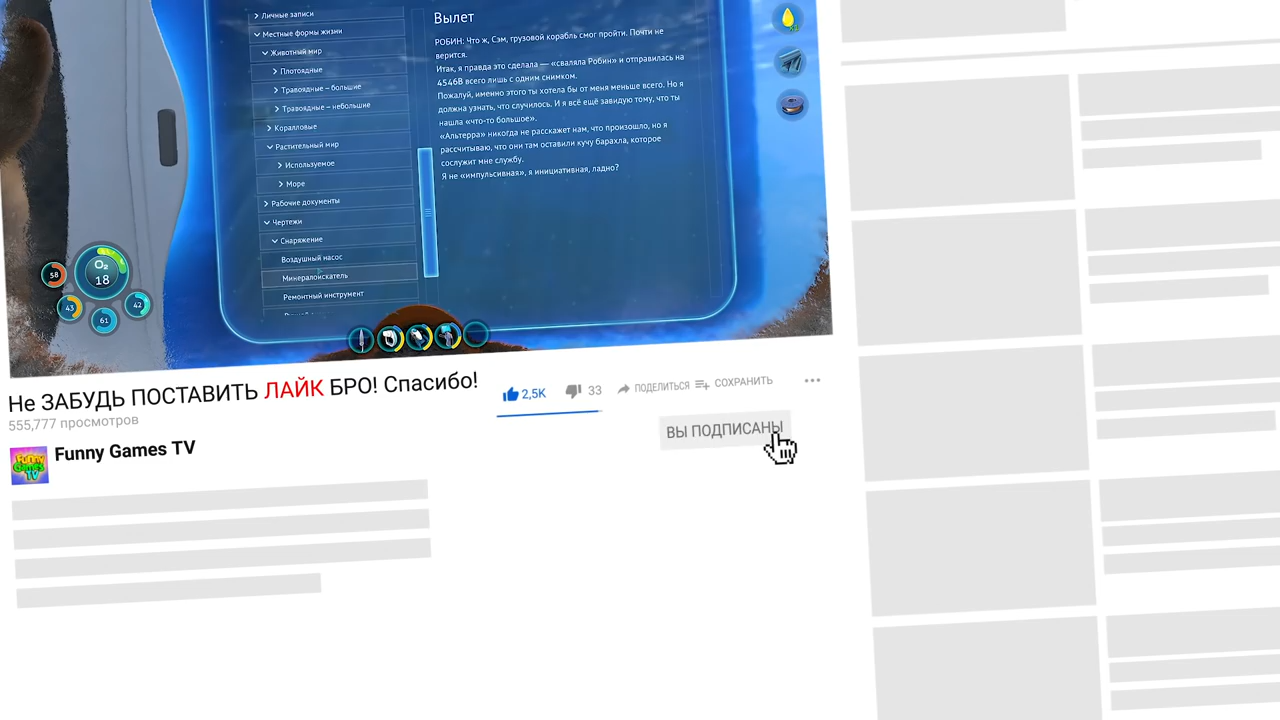 Личные записи
Местные формы жизни
Животный мир
Плотоядные
Травоядные – большие
Травоядные – небольшие
Коралловые
Растительный мир
Используемое
Море
Рабочие документы
Чертежи
Снаряжение
Воздушный насос
Минералоискатель
Ремонтный инструмент
Вылет
РОБИН: Что ж, Сэм, грузовой корабль смог пройти. Почти не
верится.
Итак, я правда это сделала — «сваляла Робин» и отправилась на
4546B всего лишь с одним снимком.
Пожалуй, именно этого ты хотела бы от меня меньше всего. Но я
должна узнать, что случилось. И я всё ещё завидую тому, что ты
нашла «что-то большое».
«Альтерра» никогда не расскажет нам, что произошло, но я
рассчитываю, что они там оставили кучу барахла, которое
сослужит мне службу.
Я не «импульсивная», я инициативная, ладно?
58
O₂
18
43
61
42
Не ЗАБУДЬ ПОСТАВИТЬ ЛАЙК БРО! Спасибо!
555,777 просмотров
2,5K
33
ПОДЕЛИТЬСЯ
СОХРАНИТЬ
ВЫ ПОДПИСАНЫ
Funny Games TV
Funny Games TV